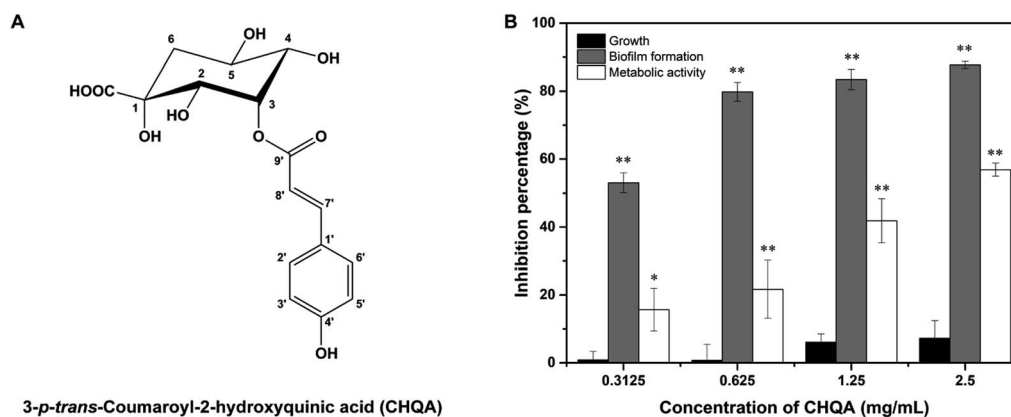 A
6
OH
4
OH
5
HOOC
2
1
HO
3
OH
O
O
9'
8'
7'
1'
2'
6'
3'
5'
4'
OH
3-p-trans-Coumaroyl-2-hydroxyquinic acid (CHQA)
B
Growth
Biofilm formation
Metabolic activity
Inhibition percentage (%)
100
80
60
40
20
0
**
*
**
**
**
**
**
**
0.3125
0.625
1.25
2.5
Concentration of CHQA (mg/mL)